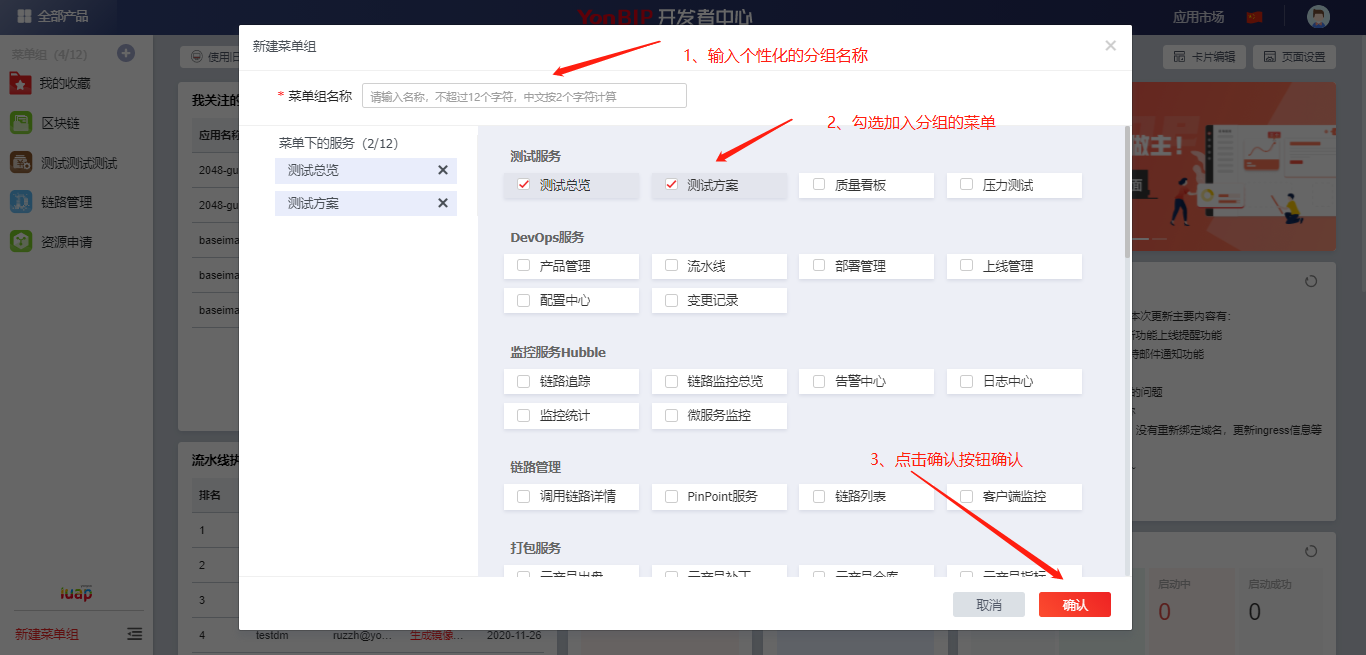 全部产品
YonBIP 开发者中心
应用市场
菜单组 (4/12)
我的收藏
区块链
测试测试测试
链路管理
资源申请
luap
新建菜单组
使用旧
卡片编辑
页面设置
我关注的
应用名称
2048-gu
2048-gu
baseima
baseima
baseima
流水线执
排名
1
2
3
4 testdm ruzzh@yo... 生成镜像... 2020-11-26
新建菜单组
1、输入个性化的分组名称
* 菜单组名称
请输入名称，不超过12个字符，中文按2个字符计算
菜单下的服务 (2/12)
测试总览
测试方案
2、勾选加入分组的菜单
测试服务
测试总览 测试方案 质量看板 压力测试
DevOps服务
产品管理 流水线 部署管理 上线管理
配置中心 变更记录
监控服务Hubble
链路追踪 链路监控总览 告警中心 日志中心
监控统计 微服务监控
链路管理
3、点击确认按钮确认
调用链路详情 PinPoint服务 链路列表 客户端监控
打包服务
取消
确认
做主！
本次更新主要内容有:
功能上线提醒功能
持邮件通知功能
的问题
没有重新绑定域名，更新ingress信息等
启动中
0
启动成功
0